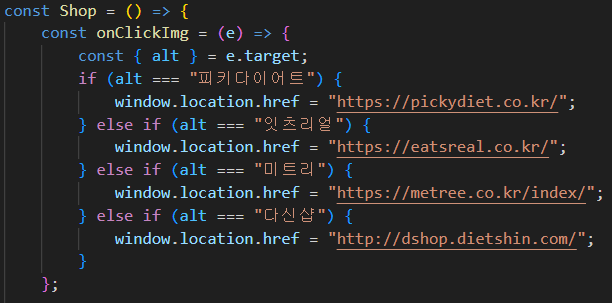 const Shop = () => {
const onClickImg = (e) => {
const { alt } = e.target;
if (alt === "피키다이어트") {
window.location.href = "https://pickydiet.co.kr/";
} else if (alt === "잇츠리얼") {
window.location.href = "https://eatsreal.co.kr/";
} else if (alt === "미트리") {
window.location.href = "https://metree.co.kr/index/";
} else if (alt === "다신샵") {
window.location.href = "http://dshop.dietshin.com/";
}
};